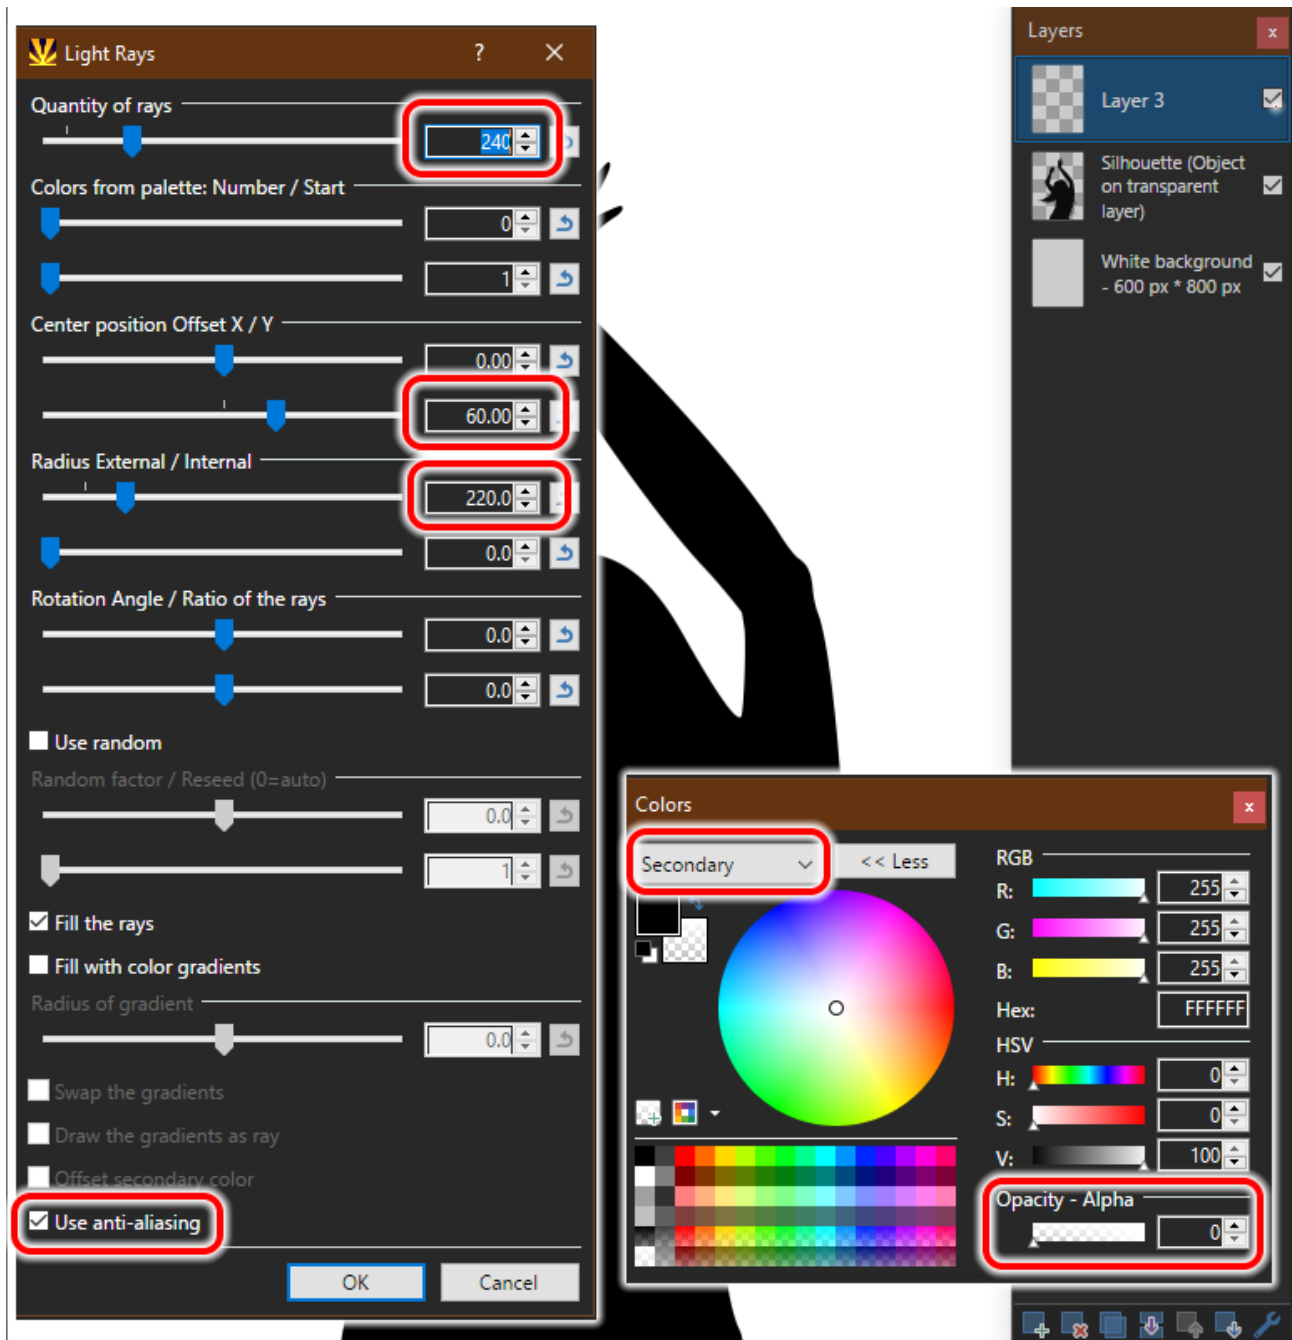 Light Rays
?
Quantity of rays
240
Colors from palette: Number / Start
0
1
Center position Offset X / Y
0.00
60.00
Radius External / Internal
220.0
0.0
Rotation Angle / Ratio of the rays
0.0
0.0
Use random
Random factor / Reseed (0=auto)
0.0
1
Fill the rays
Fill with color gradients
Radius of gradient
0.0
Swap the gradients
Draw the gradients as ray
Offset secondary color
Use anti-aliasing
OK
Cancel
Layers
x
Layer 3
Silhouette (Object
on transparent
layer)
White background
- 600 px * 800 px
Colors
x
Secondary
<< Less
RGB
R:
255
G:
255
B:
255
Hex:
FFFFFF
HSV
H:
0
S:
0
V:
100
Opacity - Alpha
0